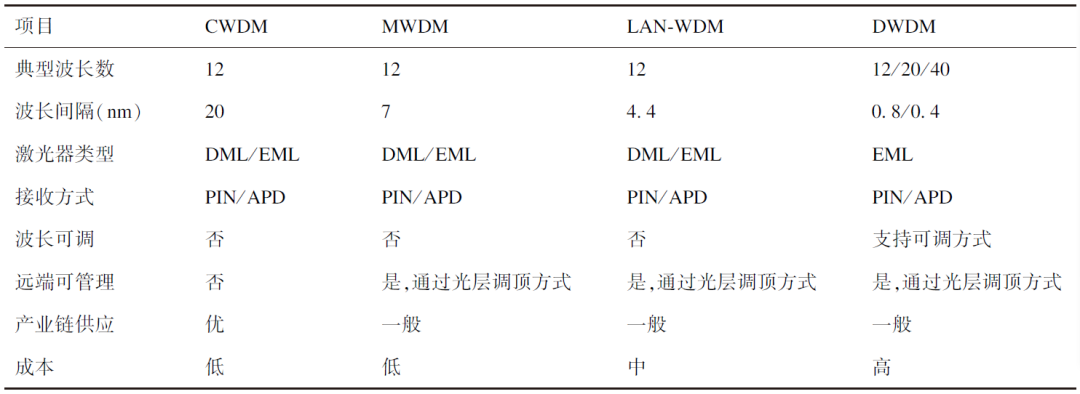 项目 CWDM MWDM LAN-WDM DWDM
典型波长数 12 12 12 12/20/40
波长间隔(nm) 20 7 4.4 0.8/0.4
激光器类型 DML/EML DML/EML DML/EML EML
接收方式 PIN/APD PIN/APD PIN/APD PIN/APD
波长可调 否 否 否 支持可调方式
远端可管理 否 是,通过光层调顶方式 是,通过光层调顶方式 是,通过光层调顶方式
产业链供应 优 一般 一般 一般
成本 低 低 中 高